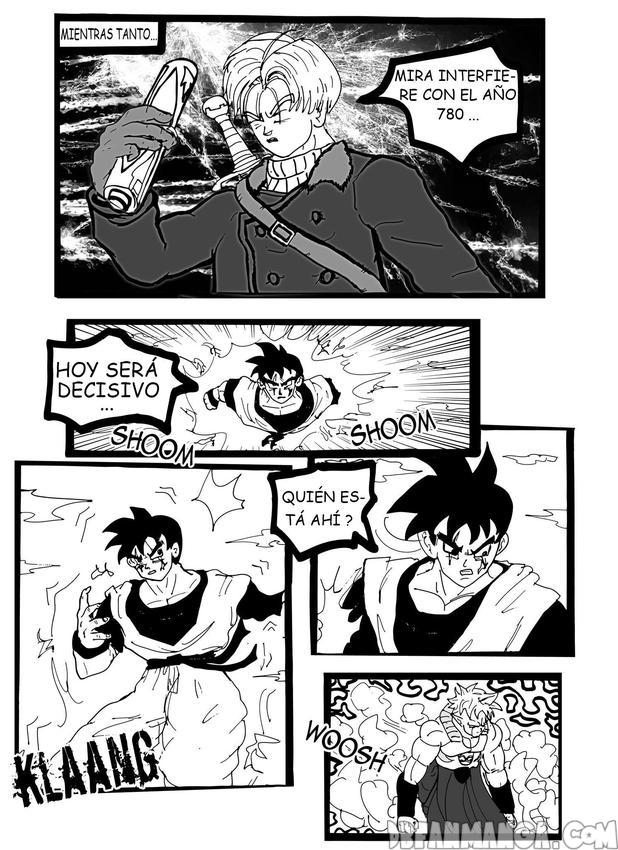 MIENTRAS TANTO...
MIRA INTERFIE-
RE CON EL AÑO
780 ...
HOY SERÁ
DECISIVO
...
SHOOM
SHOOM
QUIÉN ES-
TÁ AHÍ ?
KLAANG
WOOSH
DBFANMANGA.COM